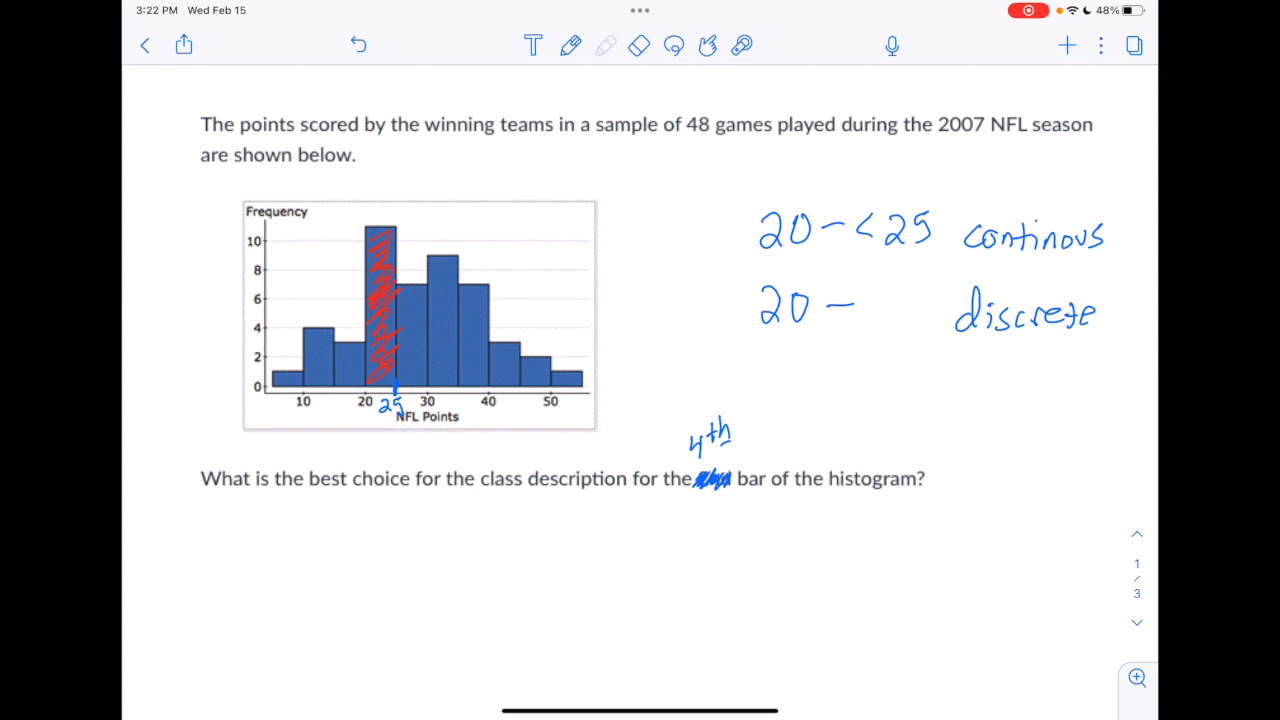 3:22 PM Wed Feb 15
48%
The points scored by the winning teams in a sample of 48 games played during the 2007 NFL season
are shown below.
Frequency
10
8
6
4
2
0
10 20 30 40 50
25
NFL Points
20 - < 25 continous
20 - discrete
4th
What is the best choice for the class description for the bar of the histogram?
1
/
3